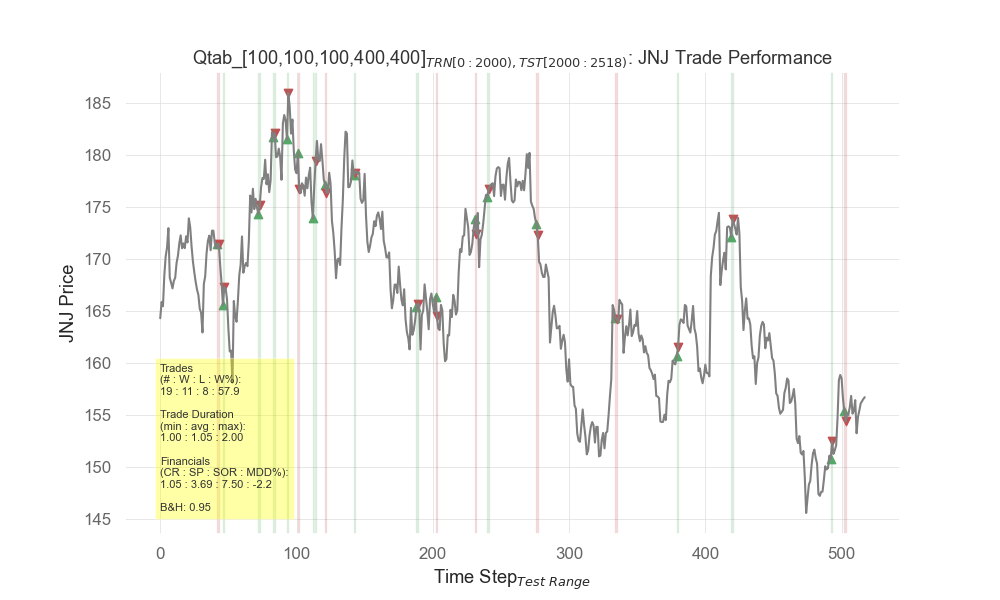 Qtab_[100,100,100,400,400]TRN[0 : 2000), TST[2000 : 2518): JNJ Trade Performance
JNJ Price
185
180
175
170
165
160
155
150
145
Trades
(# : W : L : W%):
19 : 11 : 8 : 57.9
Trade Duration
(min : avg : max):
1.00 : 1.05 : 2.00
Financials
(CR : SP : SOR : MDD%):
1.05 : 3.69 : 7.50 : -2.2
B&H: 0.95
0 100 200 300 400 500
Time StepTest Range